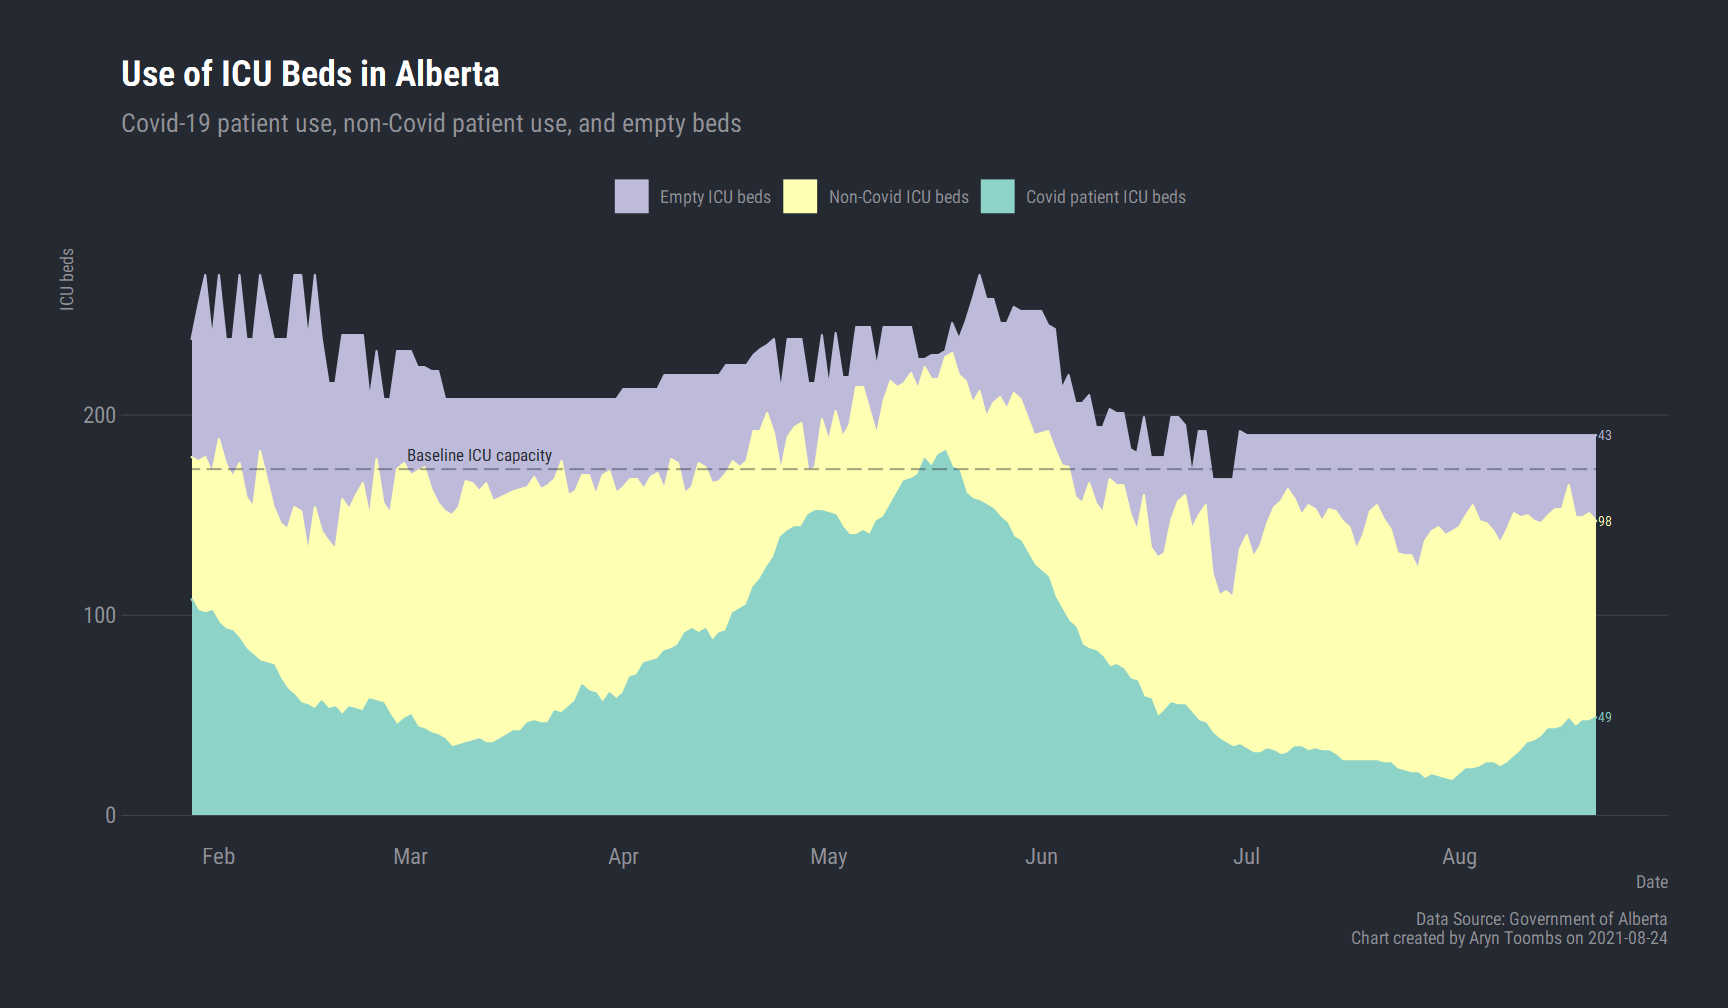 Use of ICU Beds in Alberta
Covid-19 patient use, non-Covid patient use, and empty beds
Empty ICU beds Non-Covid ICU beds Covid patient ICU beds
ICU beds
200
100
0
Baseline ICU capacity
43
98
49
Feb Mar Apr May Jun Jul Aug
Date
Data Source: Government of Alberta
Chart created by Aryn Toombs on 2021-08-24